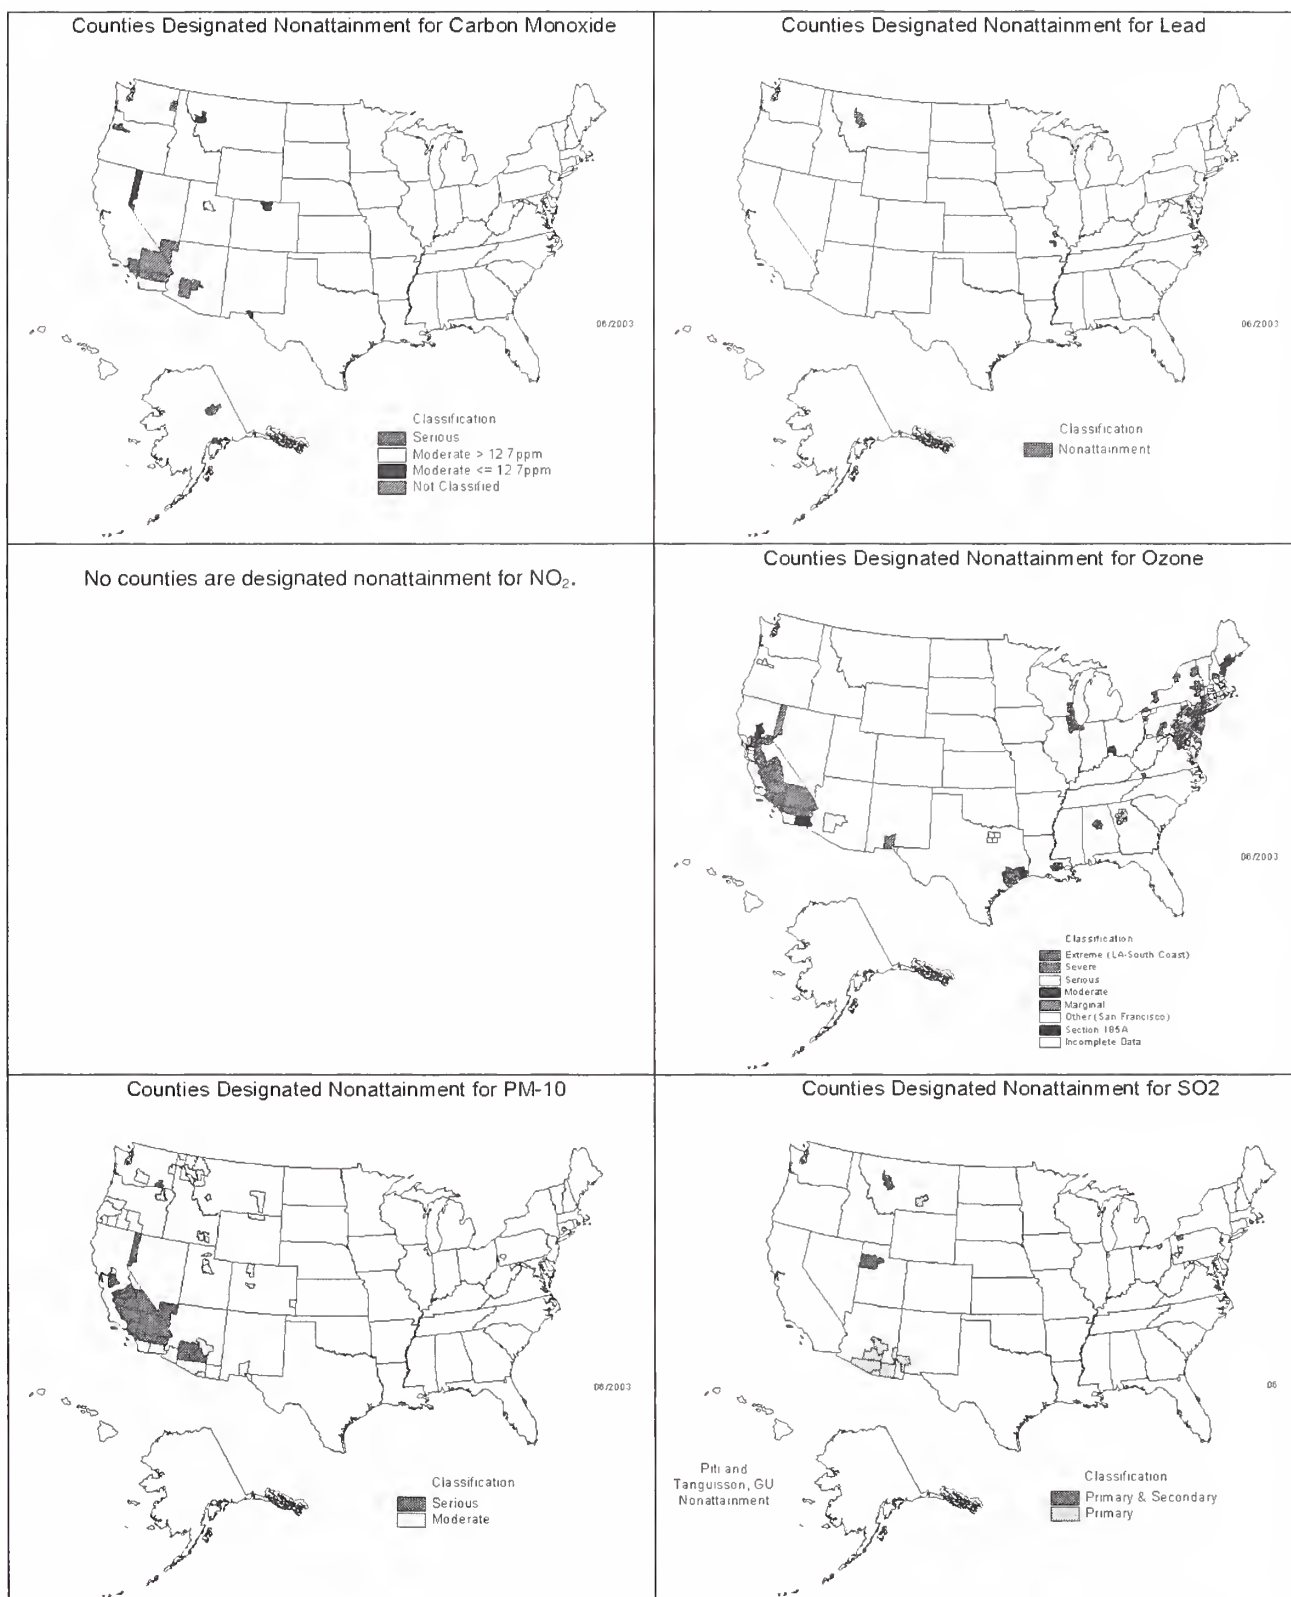 Counties Designated Nonattainment for Carbon Monoxide
06/2003
Classification
Serious
Moderate > 12 7ppm
Moderate <= 12 7ppm
Not Classified
Counties Designated Nonattainment for Lead
06/2003
Classification
Nonattainment
No counties are designated nonattainment for NO₂.
Counties Designated Nonattainment for Ozone
06/2003
Classification
Extreme (LA-South Coast)
Severe
Serious
Moderate
Marginal
Other (San Francisco)
Section 185A
Incomplete Data
Counties Designated Nonattainment for PM-10
06/2003
Classification
Serious
Moderate
Counties Designated Nonattainment for SO2
06
Piti and
Tanguisson, GU
Nonattainment
Classification
Primary & Secondary
Primary